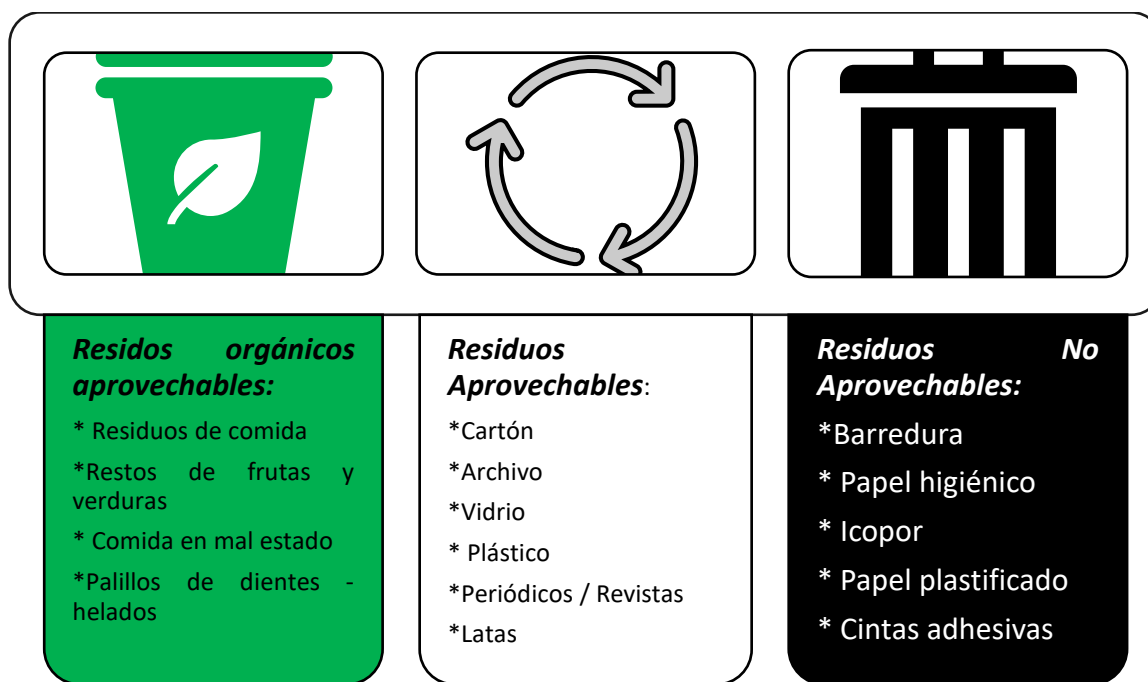 Residos orgánicos
aprovechables:
* Residuos de comida
*Restos de frutas y
verduras
* Comida en mal estado
*Palillos de dientes -
helados
Residuos
Aprovechables:
*Cartón
*Archivo
*Vidrio
* Plástico
*Periódicos / Revistas
*Latas
Residuos No
Aprovechables:
*Barredura
* Papel higiénico
* Icopor
* Papel plastificado
* Cintas adhesivas